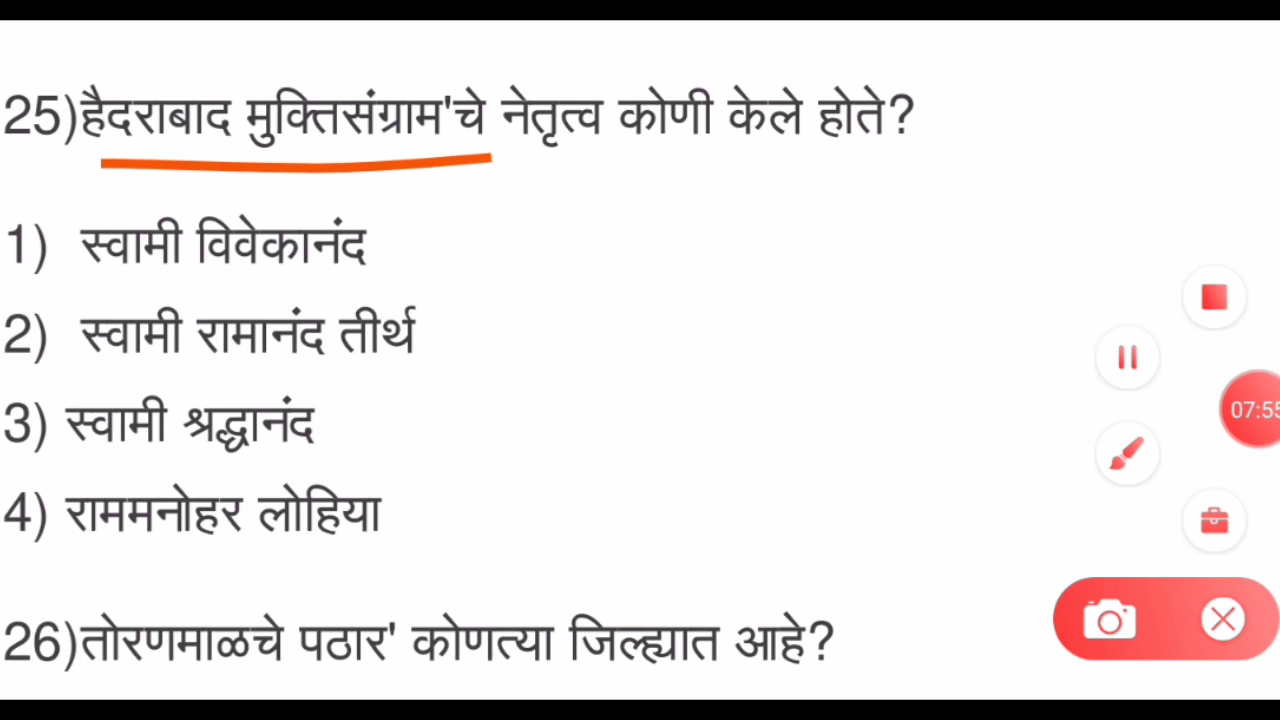 25)हैदराबाद मुक्तिसंग्राम'चे नेतृत्व कोणी केले होते?
1) स्वामी विवेकानंद
2) स्वामी रामानंद तीर्थ
3) स्वामी श्रद्धानंद
4) राममनोहर लोहिया
07:55
26)तोरणमाळचे पठार' कोणत्या जिल्ह्यात आहे?